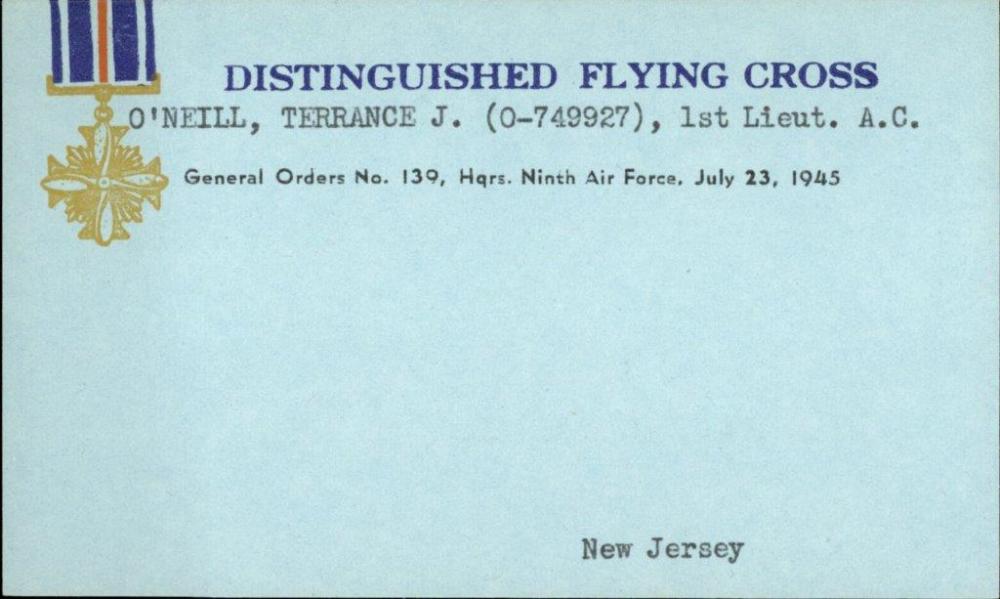 DISTINGUISHED FLYING CROSS
O'NEILL, TERRANCE J. (O-749927), 1st Lieut. A.C.
General Orders No. 139, Hqrs. Ninth Air Force, July 23, 1945
New Jersey